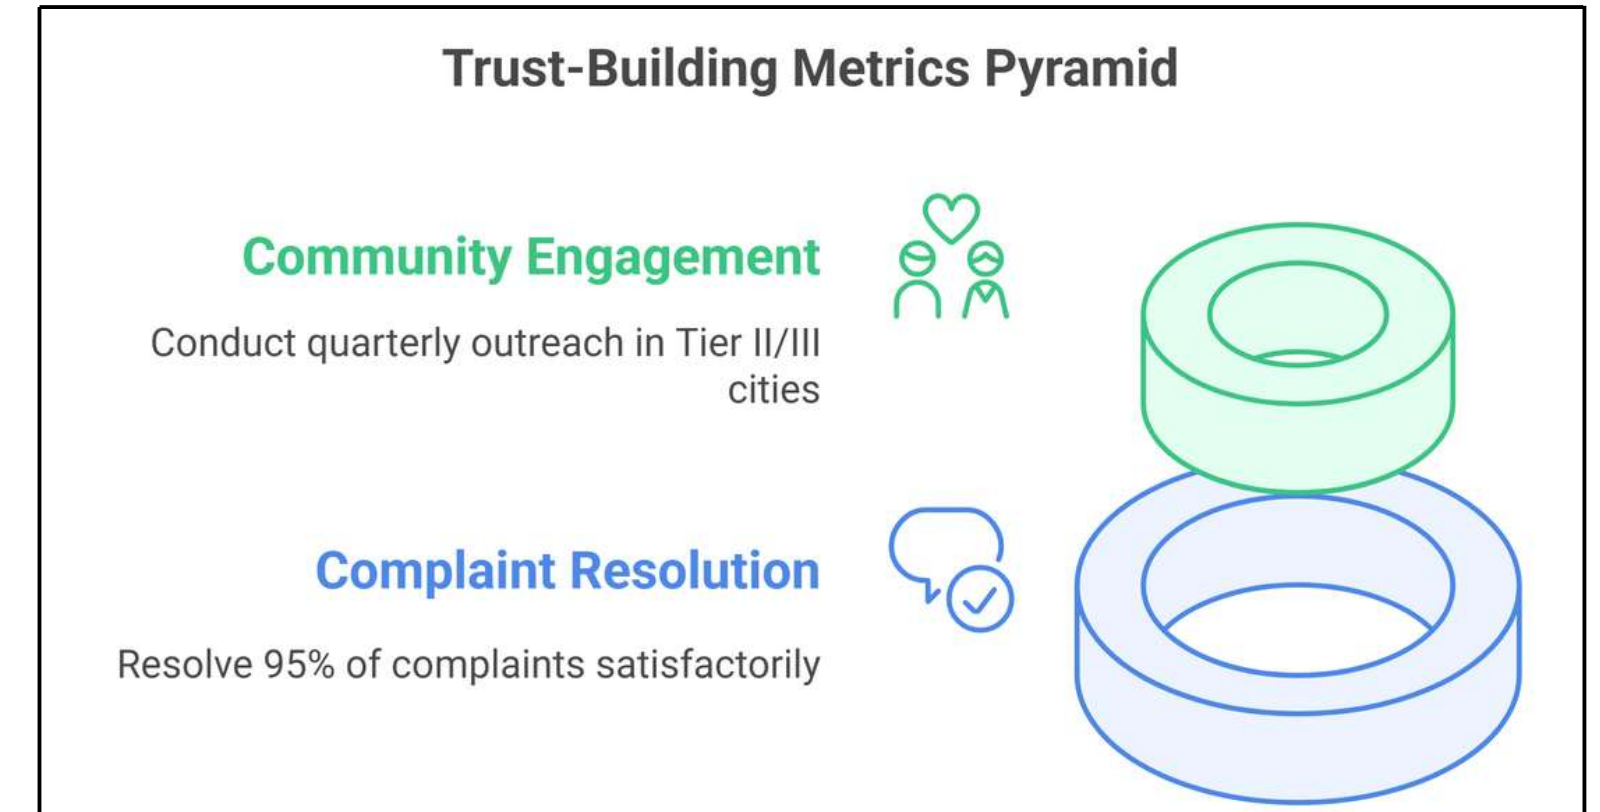 Trust-Building Metrics Pyramid
Community Engagement
Conduct quarterly outreach in Tier II/III
cities
Complaint Resolution
Resolve 95% of complaints satisfactorily